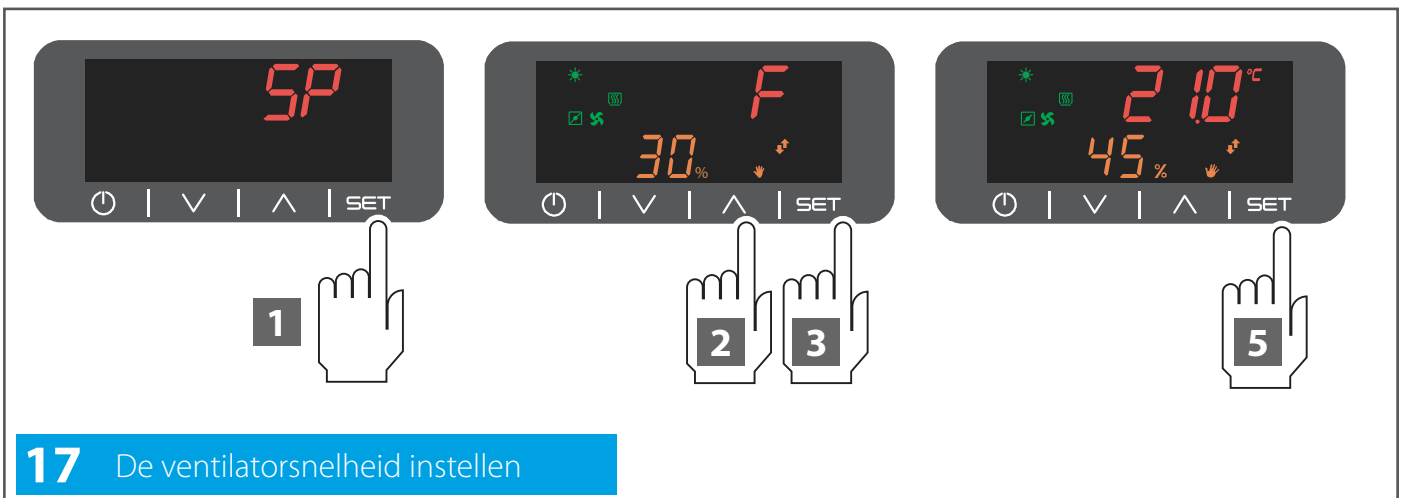 SP
SET
F
30%
SET
21.0 °C
45 %
SET
1
2
3
5
17 De ventilatorsnelheid instellen